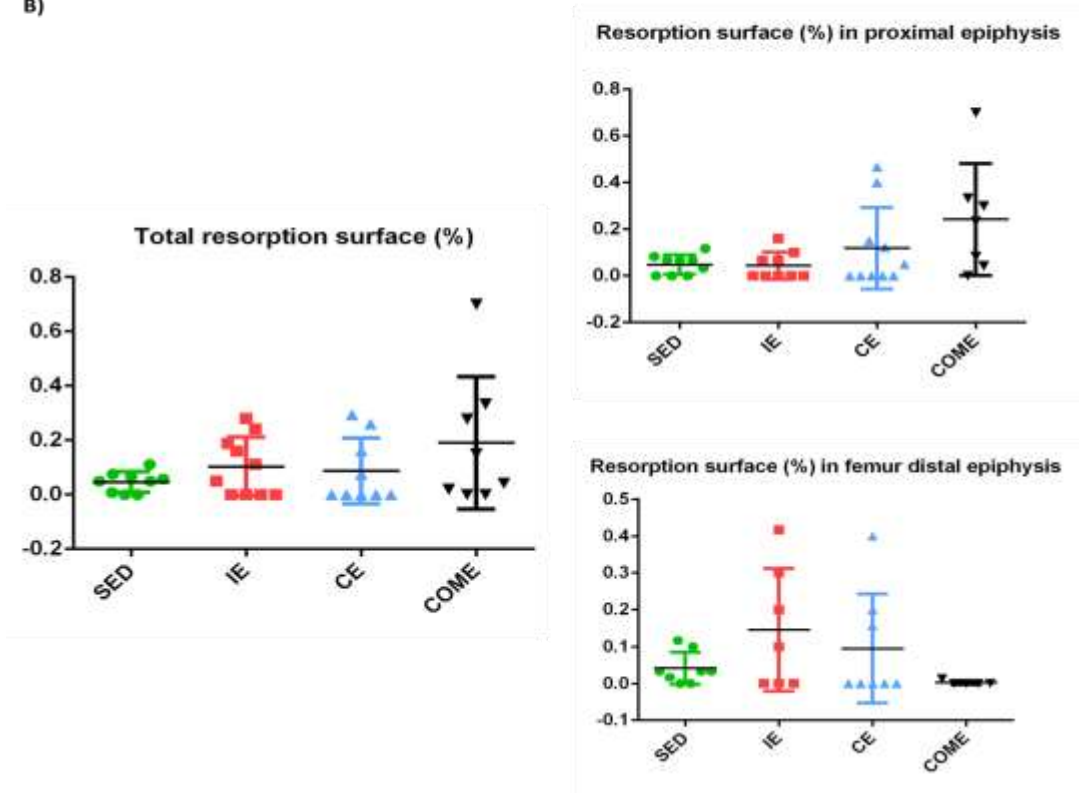 B)
Total resorption surface (%)
0.8
0.6
0.4
0.2
0.0
-0.2
SED
IE
CE
COME
Resorption surface (%) in proximal epiphysis
0.8
0.6
0.4
0.2
0.0
-0.2
SED
IE
CE
COME
Resorption surface (%) in femur distal epiphysis
0.5
0.4
0.3
0.2
0.1
0.0
-0.1
SED
IE
CE
COME